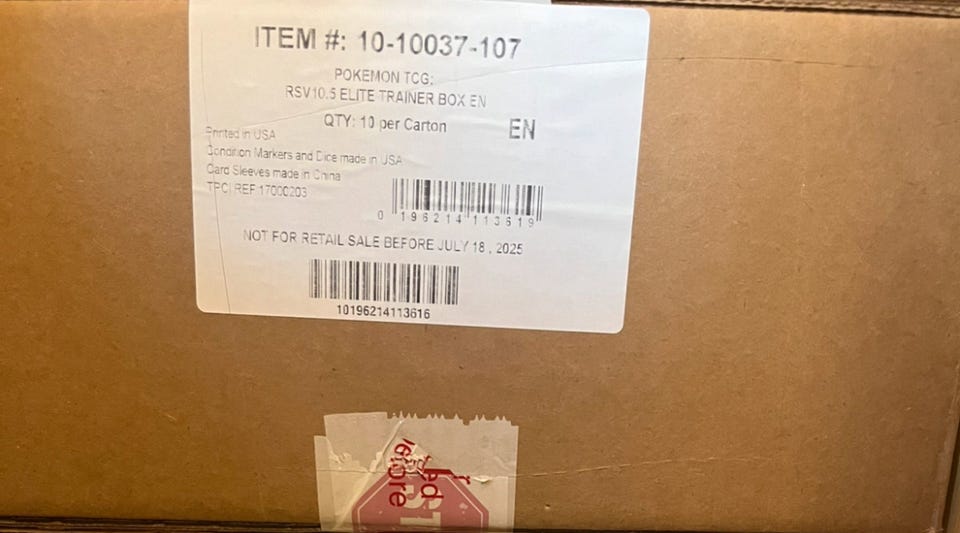 ITEM #: 10-10037-107
POKEMON TCG:
RSV10.5 ELITE TRAINER BOX EN
QTY: 10 per Carton
EN
Printed in USA
Condition Markers and Dice made in USA
Card Sleeves made in China
TPCI REF 17000203
0 196214 113619
NOT FOR RETAIL SALE BEFORE JULY 18, 2025
10196214113616